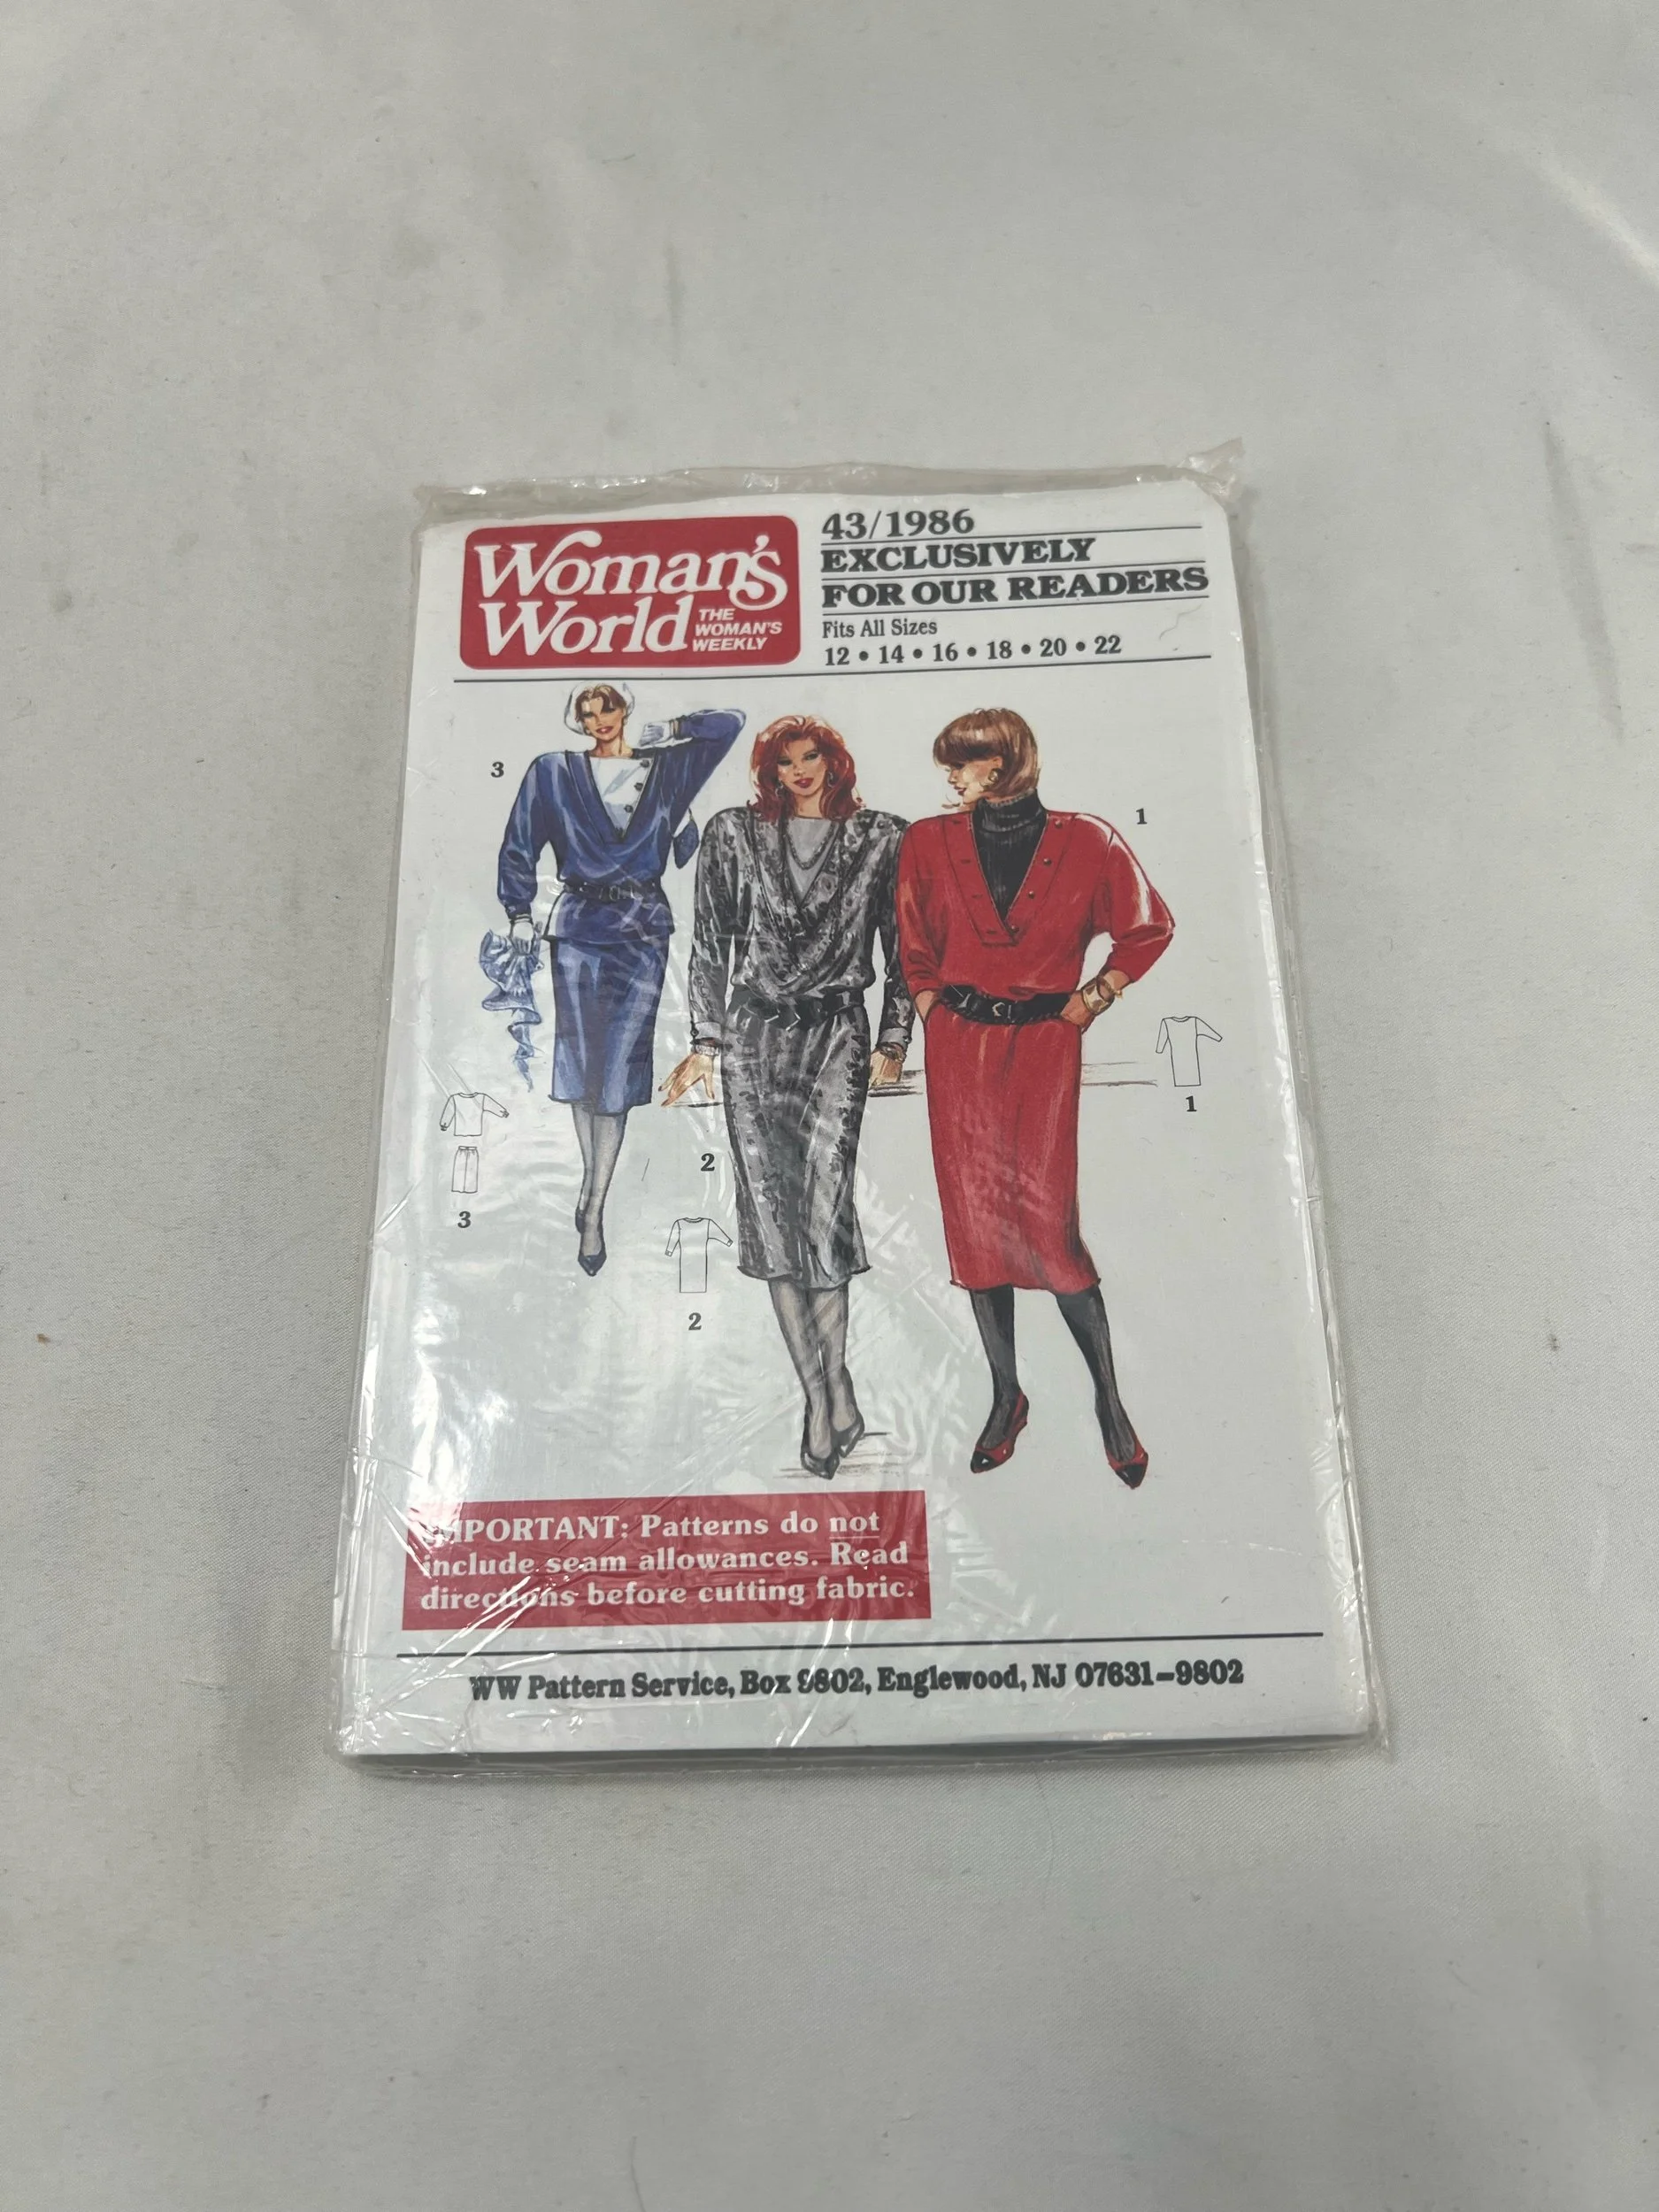 Woman's
World
THE
WOMAN'S
WEEKLY
43/1986
EXCLUSIVELY
FOR OUR READERS
Fits All Sizes
12 • 14 • 16 • 18 • 20 • 22
3
1
1
2
3
2
IMPORTANT: Patterns do not
include seam allowances. Read
directions before cutting fabric.
WW Pattern Service, Box 9802, Englewood, NJ 07631-9802